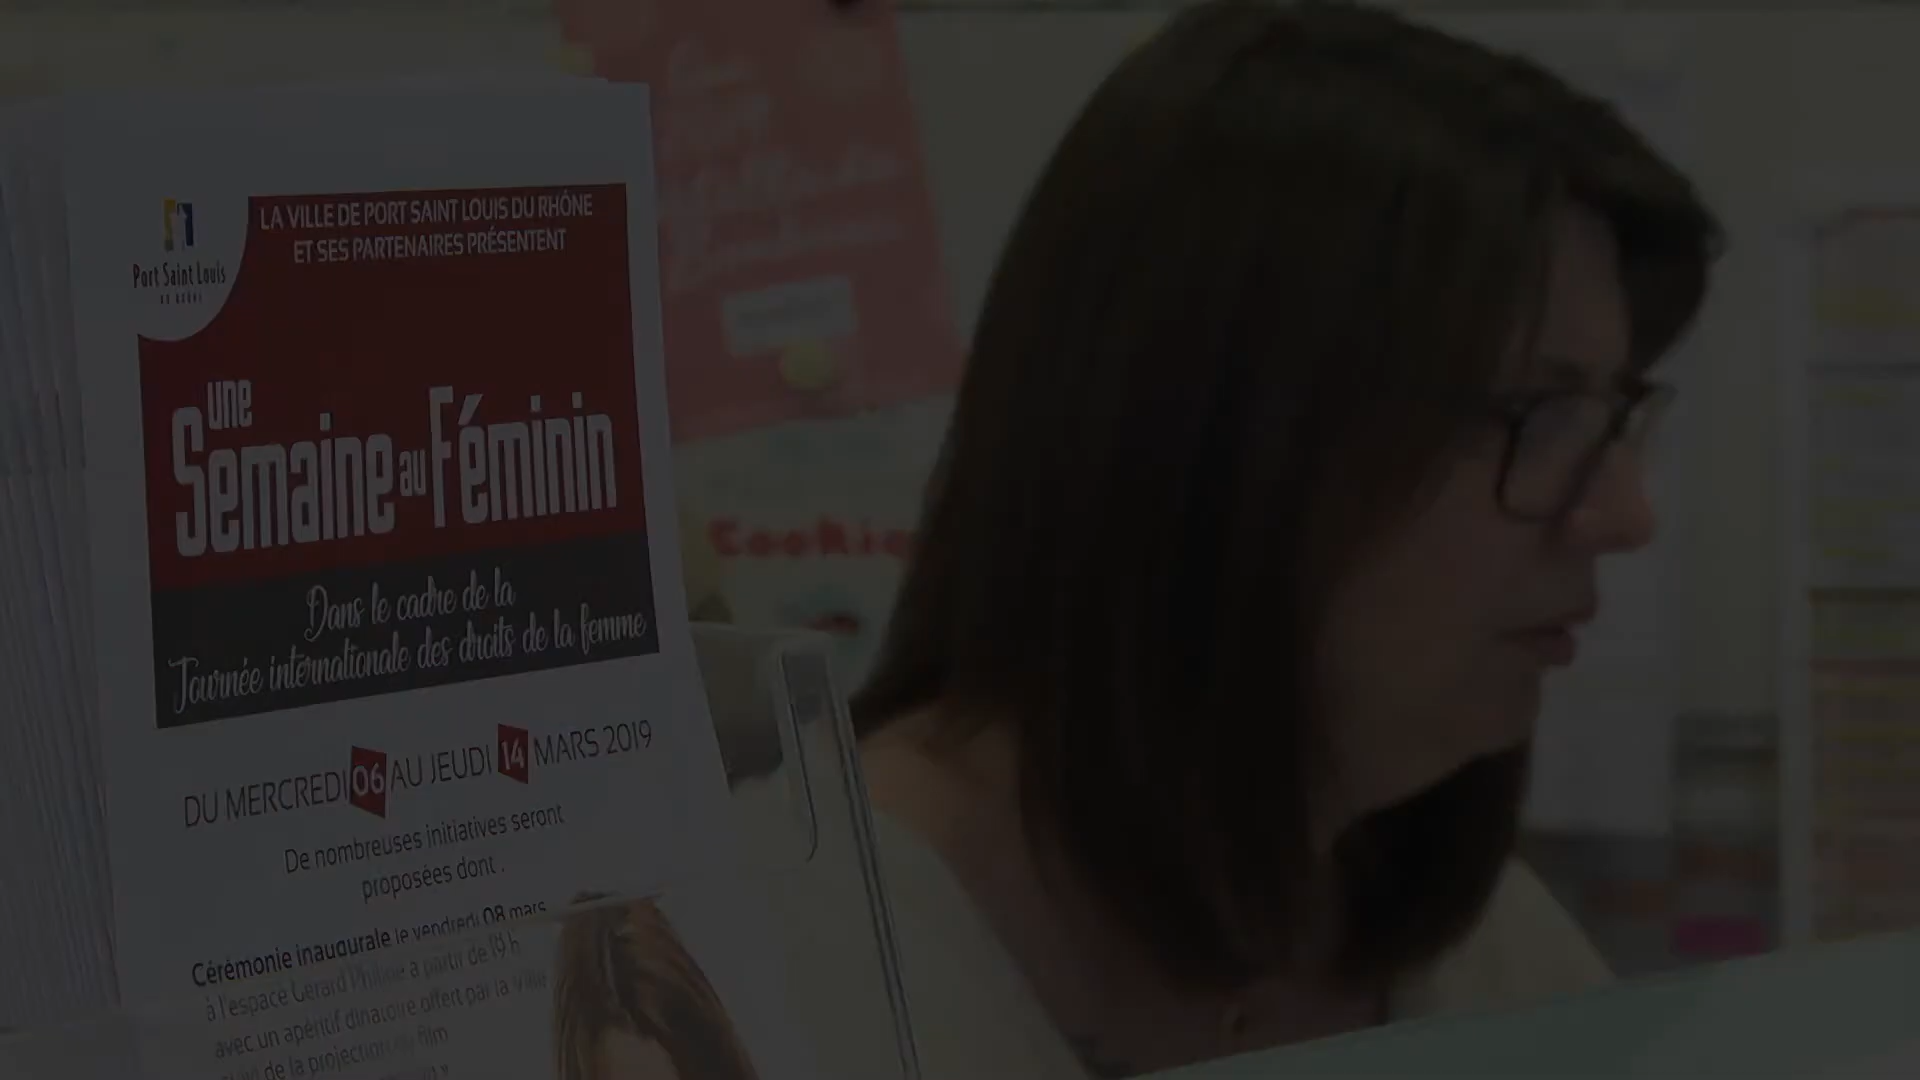 LA VILLE DE PORT SAINT LOUIS DU RHÔNE
ET SES PARTENAIRES PRÉSENTENT
Port Saint Louis
DU RHÔNE
une
Semaine au Féminin
Dans le cadre de la
Journée internationale des droits de la femme
DU MERCREDI 06 AU JEUDI 14 MARS 2019
De nombreuses initiatives seront
proposées dont :
Cérémonie inaugurale le vendredi 08 mars
à l'espace Gérard Philipe à partir de 19 h
avec un apéritif dinatoire offert par la ville
de la projection film
Cookie